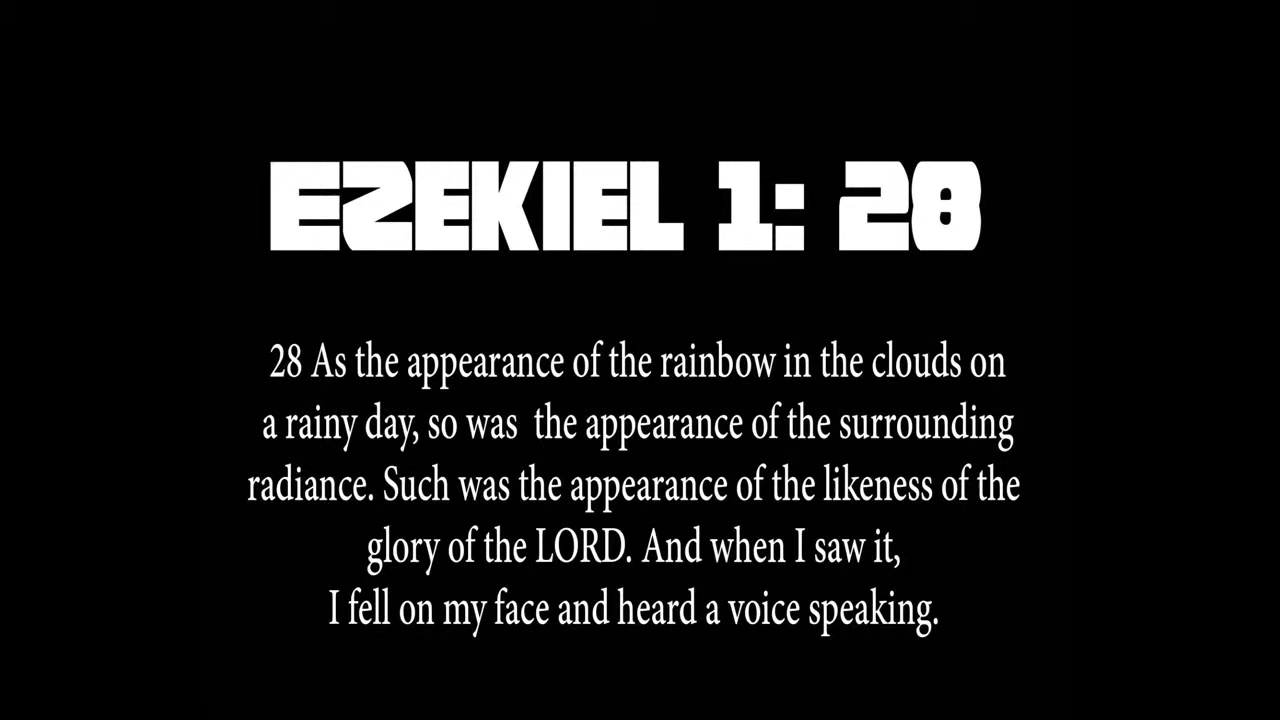 EZEKIEL 1: 28
28 As the appearance of the rainbow in the clouds on
a rainy day, so was  the appearance of the surrounding
radiance. Such was the appearance of the likeness of the
glory of the LORD. And when I saw it,
I fell on my face and heard a voice speaking.